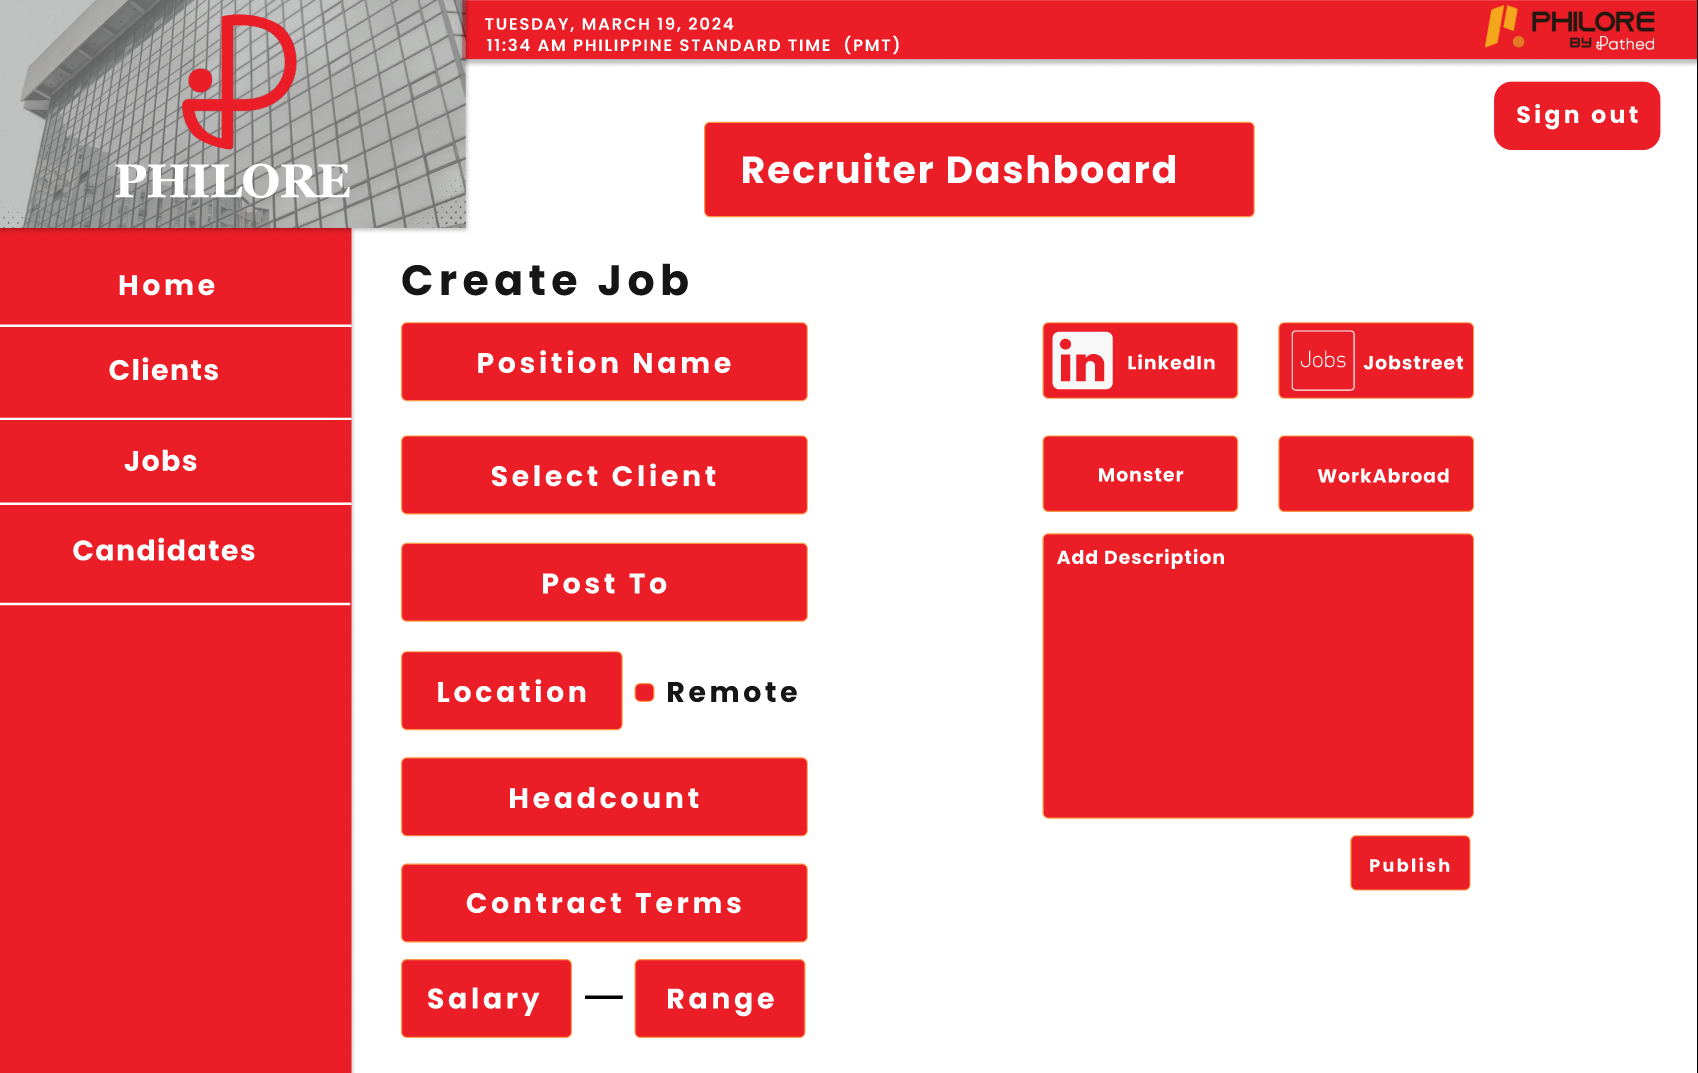 TUESDAY, MARCH 19, 2024
11:34 AM PHILIPPINE STANDARD TIME (PMT)
PHILORE
BY Pathed
PHILORE
Sign out
Recruiter Dashboard
Home
Clients
Jobs
Candidates
Create Job
Position Name
Select Client
Post To
Location
Remote
Headcount
Contract Terms
Salary — Range
in LinkedIn
Jobs Jobstreet
Monster
WorkAbroad
Add Description
Publish